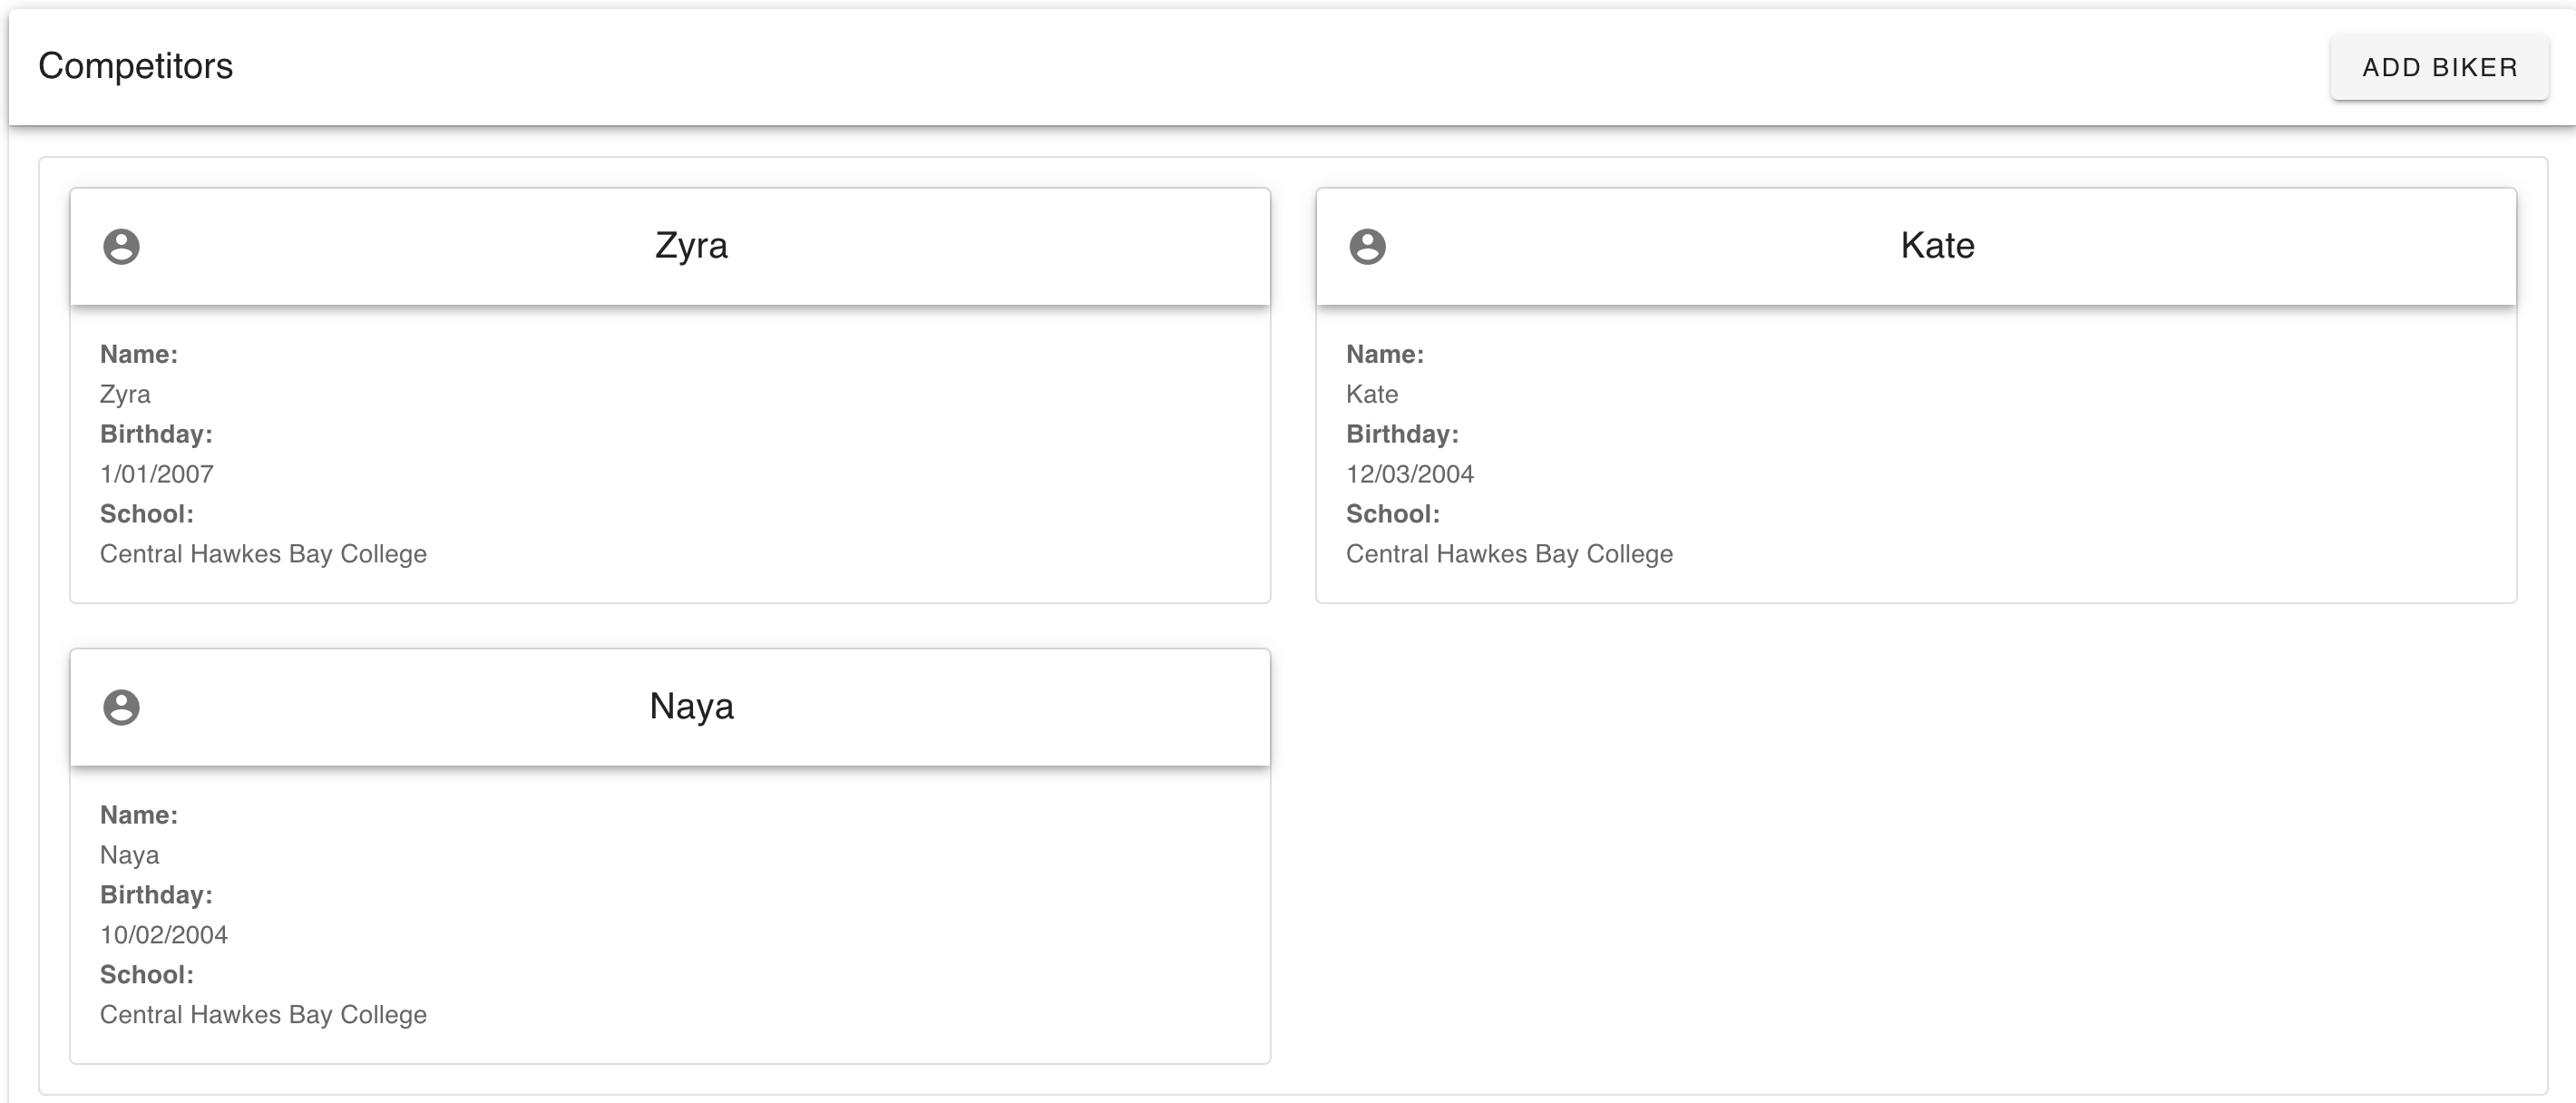 Competitors
ADD BIKER
Zyra
Name:
Zyra
Birthday:
1/01/2007
School:
Central Hawkes Bay College
Kate
Name:
Kate
Birthday:
12/03/2004
School:
Central Hawkes Bay College
Naya
Name:
Naya
Birthday:
10/02/2004
School:
Central Hawkes Bay College